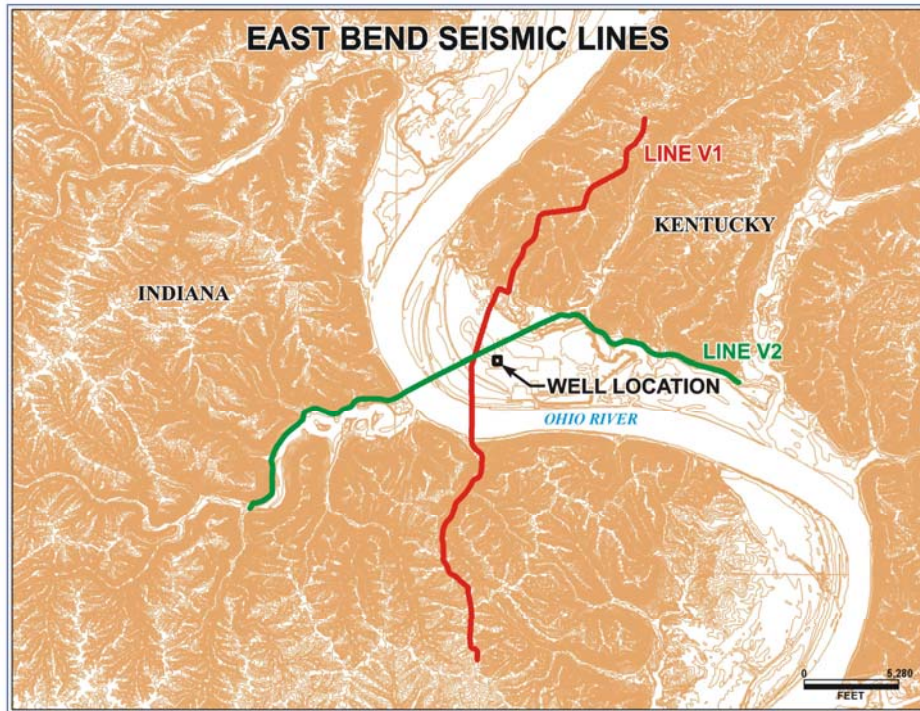 EAST BEND SEISMIC LINES
LINE V1
KENTUCKY
INDIANA
LINE V2
WELL LOCATION
OHIO RIVER
0 5,280
FEET